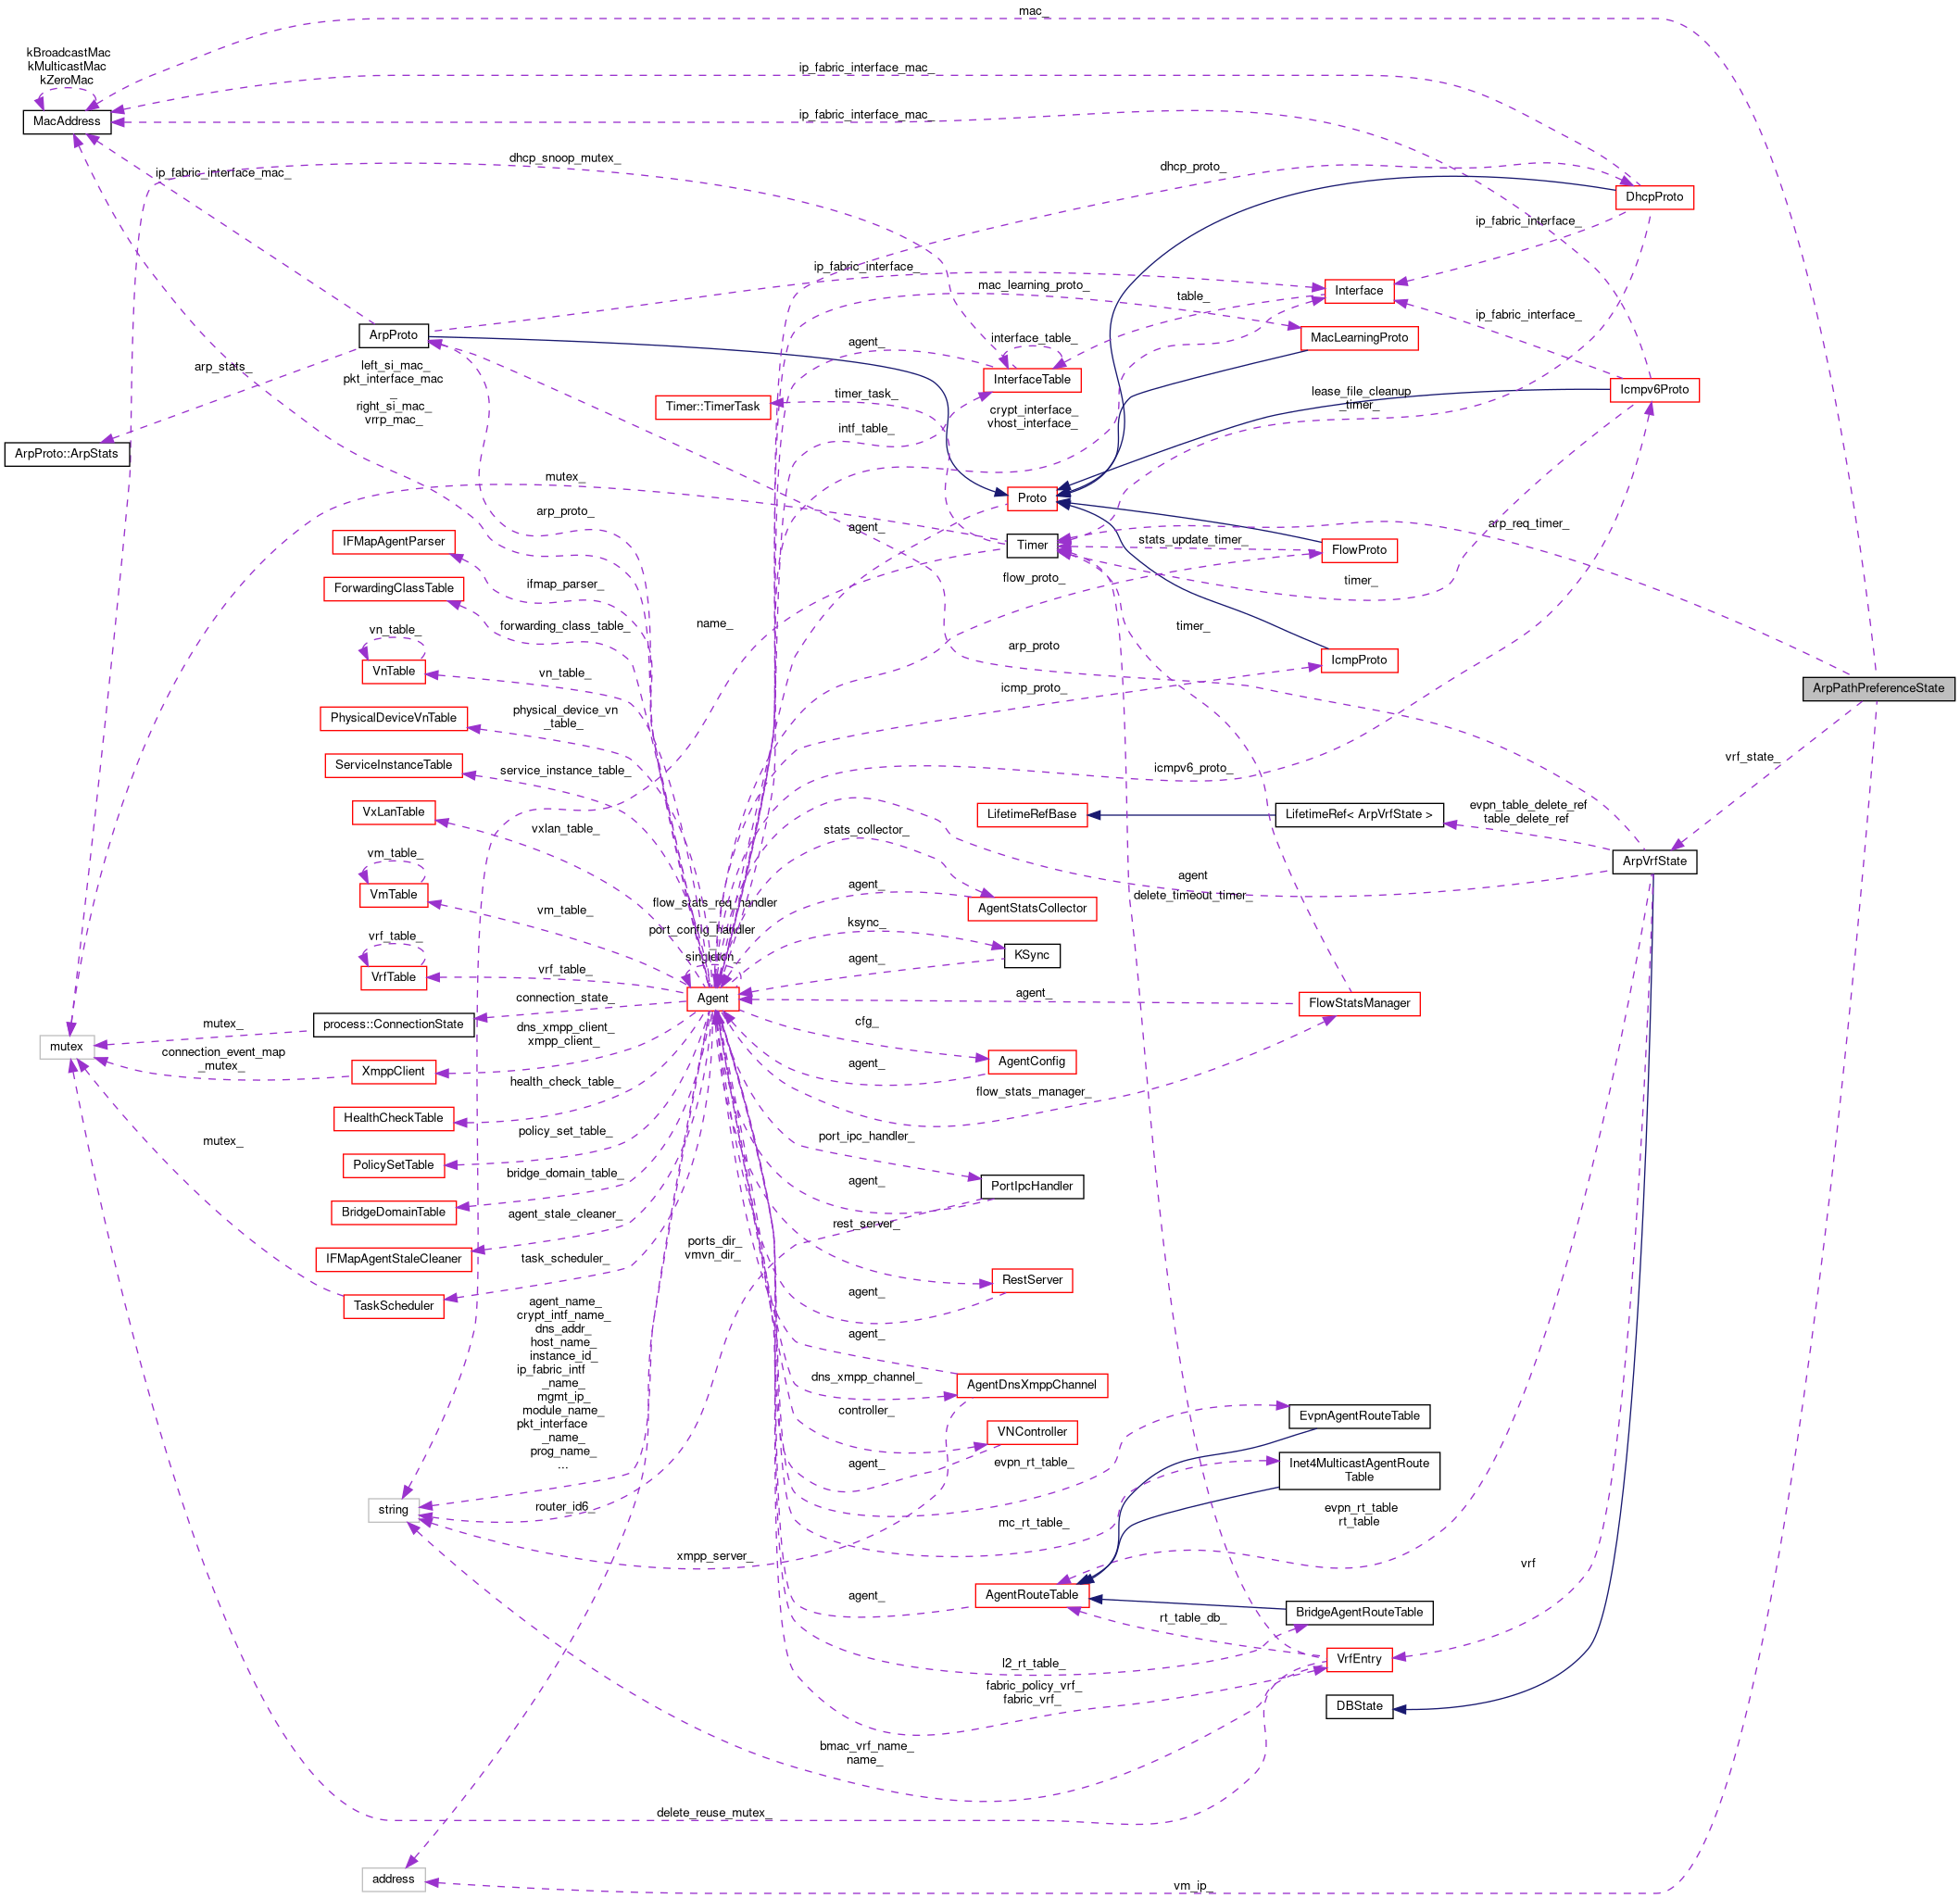 mac_
kBroadcastMac
kMulticastMac
kZeroMac
ip_fabric_interface_mac_
MacAddress
ip_fabric_interface_mac_
dhcp_snoop_mutex_
dhcp_proto_
ip_fabric_interface_mac_
DhcpProto
ip_fabric_interface_
ip_fabric_interface_
mac_learning_proto_
table_
Interface
ip_fabric_interface_
ArpProto
interface_table_
MacLearningProto
agent_
arp_stats_
left_si_mac_
pkt_interface_mac
_
right_si_mac_
vrrp_mac_
InterfaceTable
timer_task_
Timer::TimerTask
lease_file_cleanup
_timer_
Icmpv6Proto
crypt_interface_
vhost_interface_
intf_table_
ArpProto::ArpStats
mutex_
Proto
arp_proto_
agent_
arp_req_timer_
IFMapAgentParser
Timer
stats_update_timer_
FlowProto
ifmap_parser_
flow_proto_
timer_
ForwardingClassTable
forwarding_class_table_
name_
timer_
vn_table_
arp_proto
IcmpProto
VnTable
vn_table_
icmp_proto_
ArpPathPreferenceState
PhysicalDeviceVnTable
physical_device_vn
_table_
vrf_state_
ServiceInstanceTable
service_instance_table_
icmpv6_proto_
VxLanTable
vxlan_table_
LifetimeRefBase
LifetimeRef< ArpVrfState >
evpn_table_delete_ref
table_delete_ref
stats_collector_
vm_table_
ArpVrfState
agent
VmTable
vm_table_
flow_stats_req_handler
_
port_config_handler
_
singleton_
agent_
delete_timeout_timer_
AgentStatsCollector
vrf_table_
ksync_
VrfTable
vrf_table_
agent_
KSync
Agent
agent_
FlowStatsManager
connection_state_
process::ConnectionState
mutex_
cfg_
mutex
dns_xmpp_client_
xmpp_client_
connection_event_map
_mutex_
XmppClient
agent_
AgentConfig
health_check_table_
flow_stats_manager_
HealthCheckTable
policy_set_table_
port_ipc_handler_
mutex_
PolicySetTable
bridge_domain_table_
agent_
PortIpcHandler
BridgeDomainTable
agent_stale_cleaner_
rest_server_
IFMapAgentStaleCleaner
task_scheduler_
ports_dir_
vmvn_dir_
RestServer
TaskScheduler
agent_
agent_name_
crypt_intf_name_
dns_addr_
host_name_
instance_id_
ip_fabric_intf
_name_
mgmt_ip_
module_name_
pkt_interface
_name_
prog_name_
...
agent_
dns_xmpp_channel_
AgentDnsXmppChannel
controller_
EvpnAgentRouteTable
VNController
agent_
evpn_rt_table_
Inet4MulticastAgentRoute
Table
string
router_id6_
mc_rt_table_
evpn_rt_table
rt_table
xmpp_server_
vrf
agent_
AgentRouteTable
rt_table_db_
BridgeAgentRouteTable
l2_rt_table_
VrfEntry
fabric_policy_vrf_
fabric_vrf_
DBState
bmac_vrf_name_
name_
delete_reuse_mutex_
address
vm_ip_